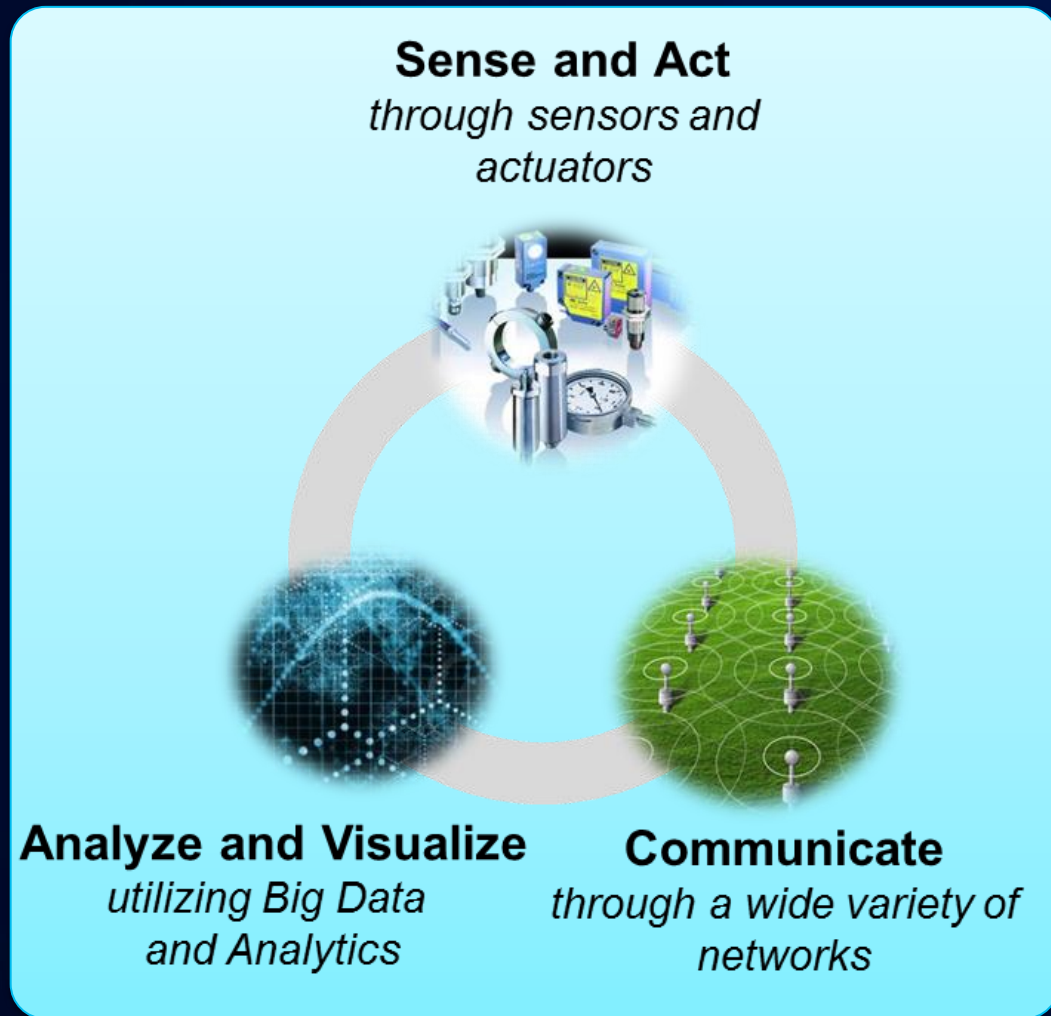 Sense and Act
through sensors and
actuators
Analyze and Visualize
utilizing Big Data
and Analytics
Communicate
through a wide variety of
networks